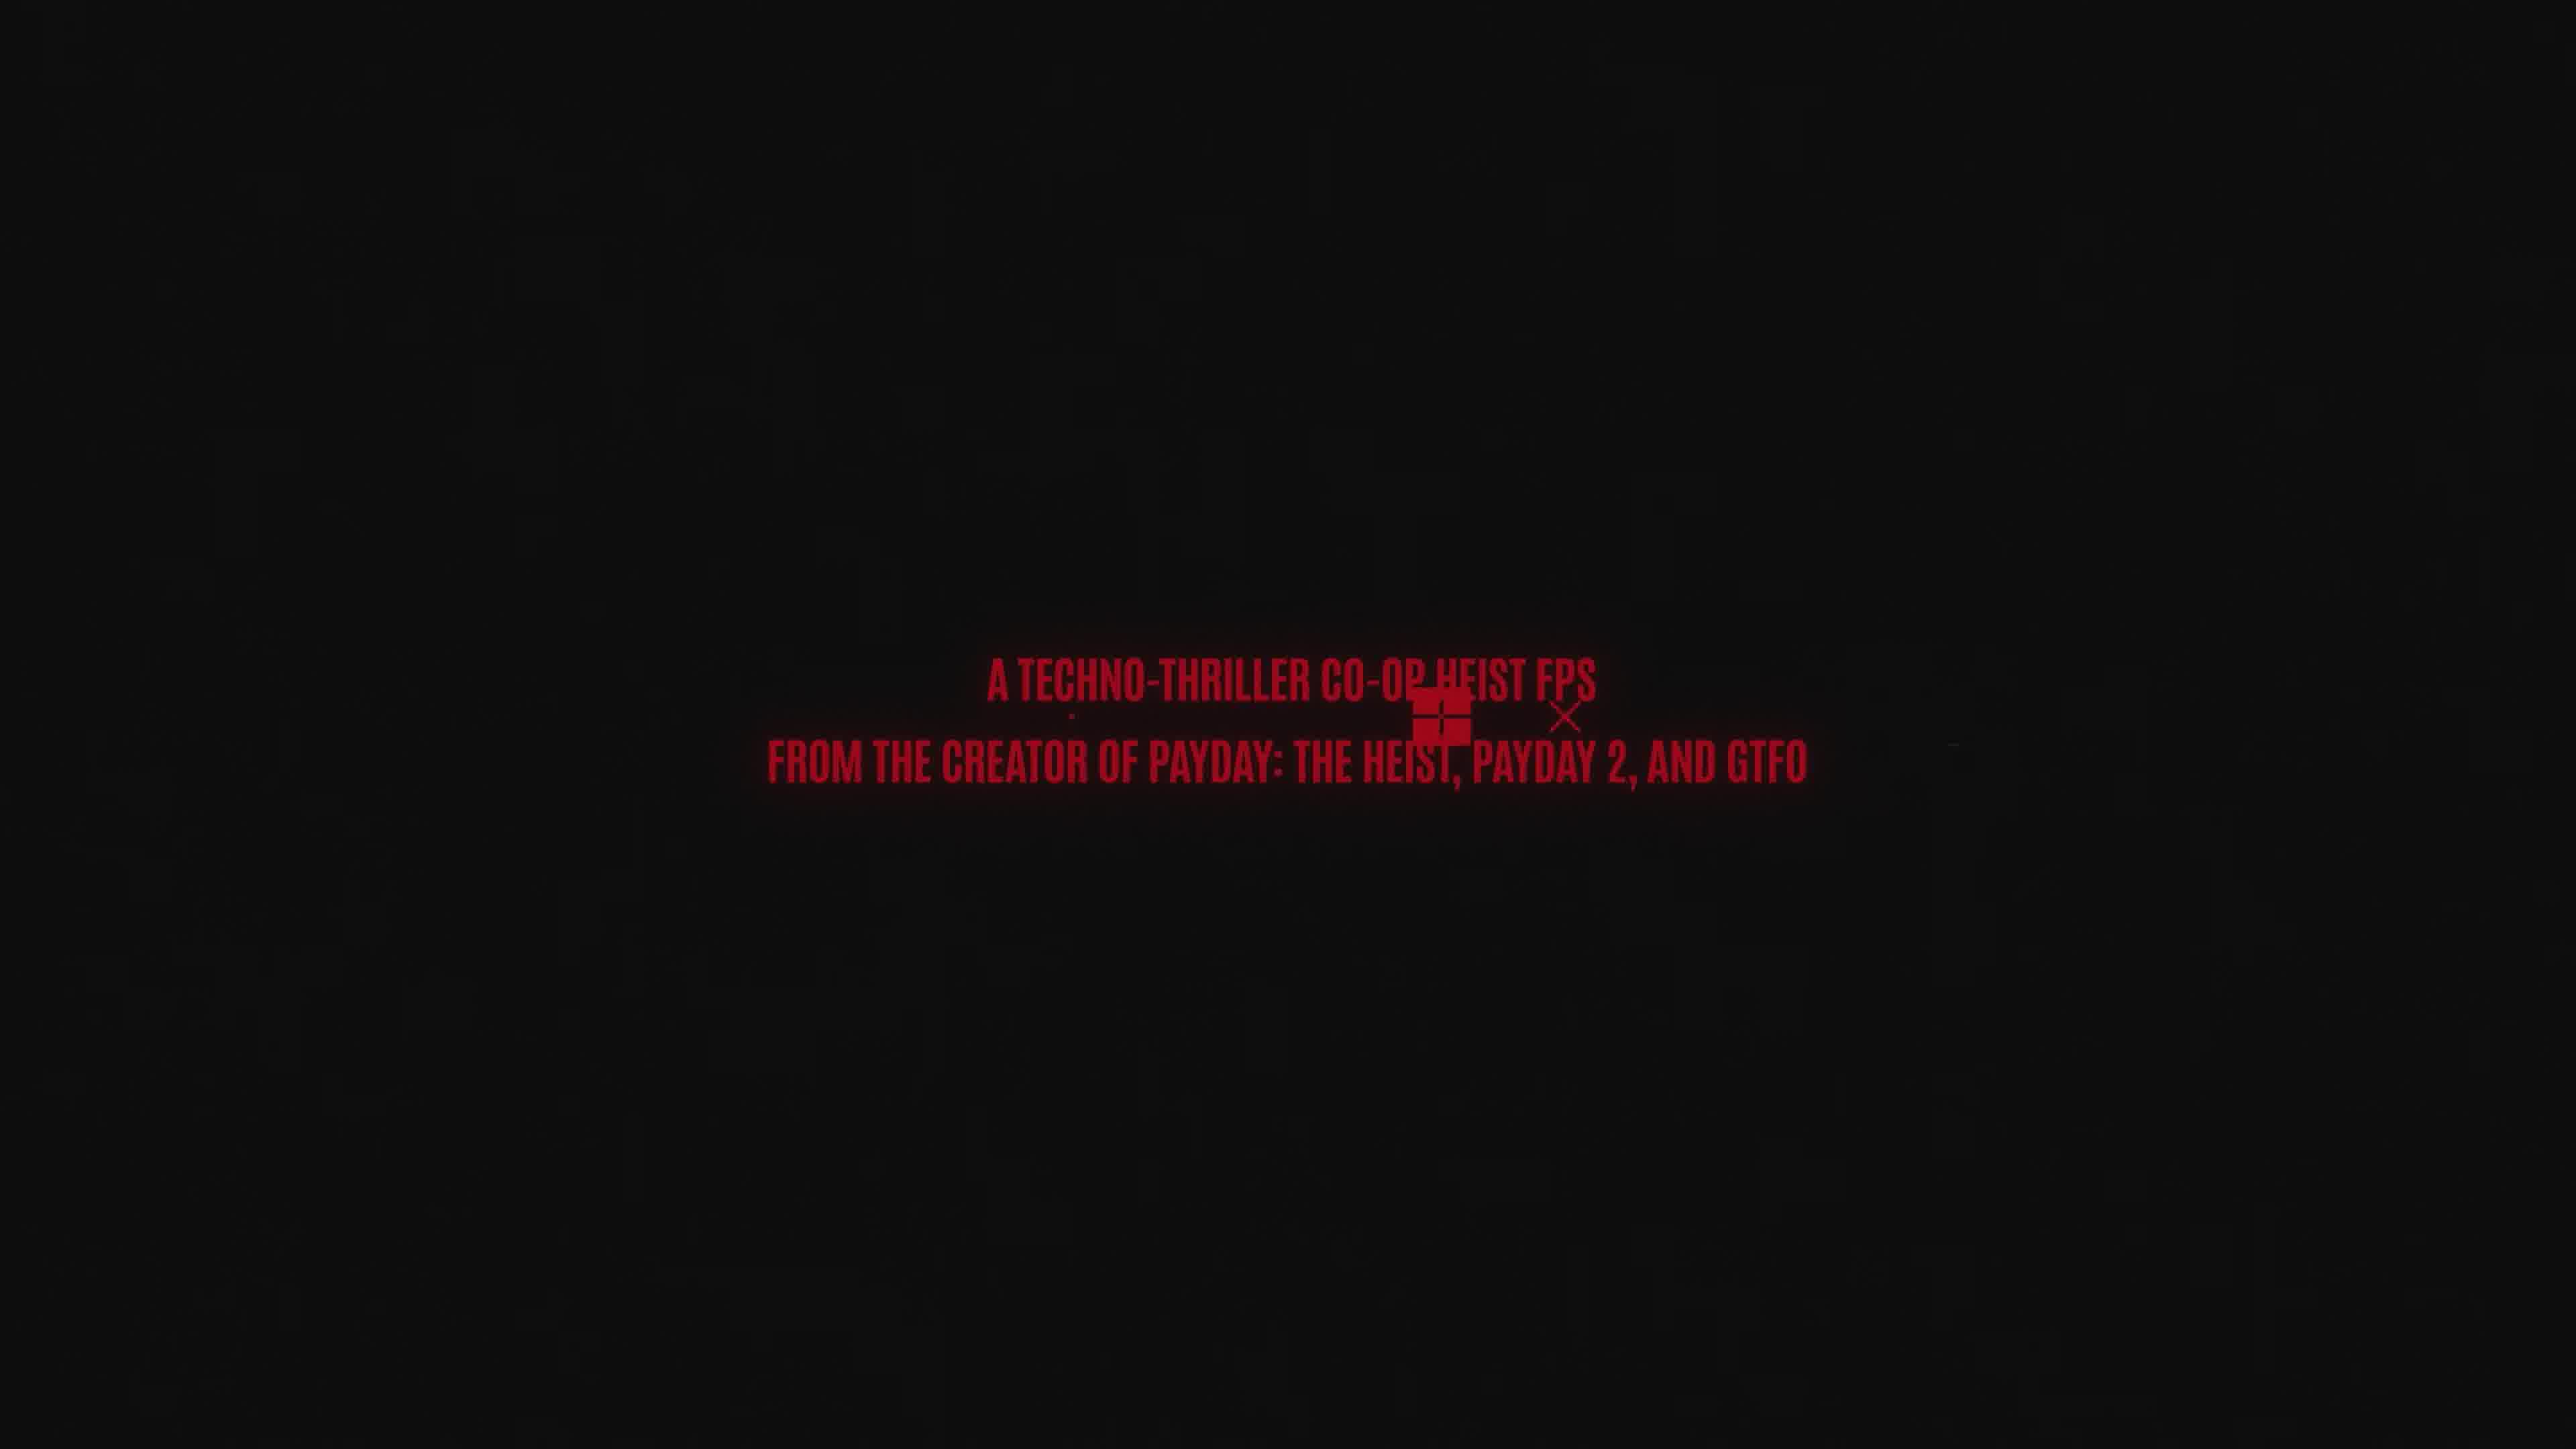 A TECHNO-THRILLER CO-OP HEIST FPS
FROM THE CREATOR OF PAYDAY: THE HEIST, PAYDAY 2, AND GTFO